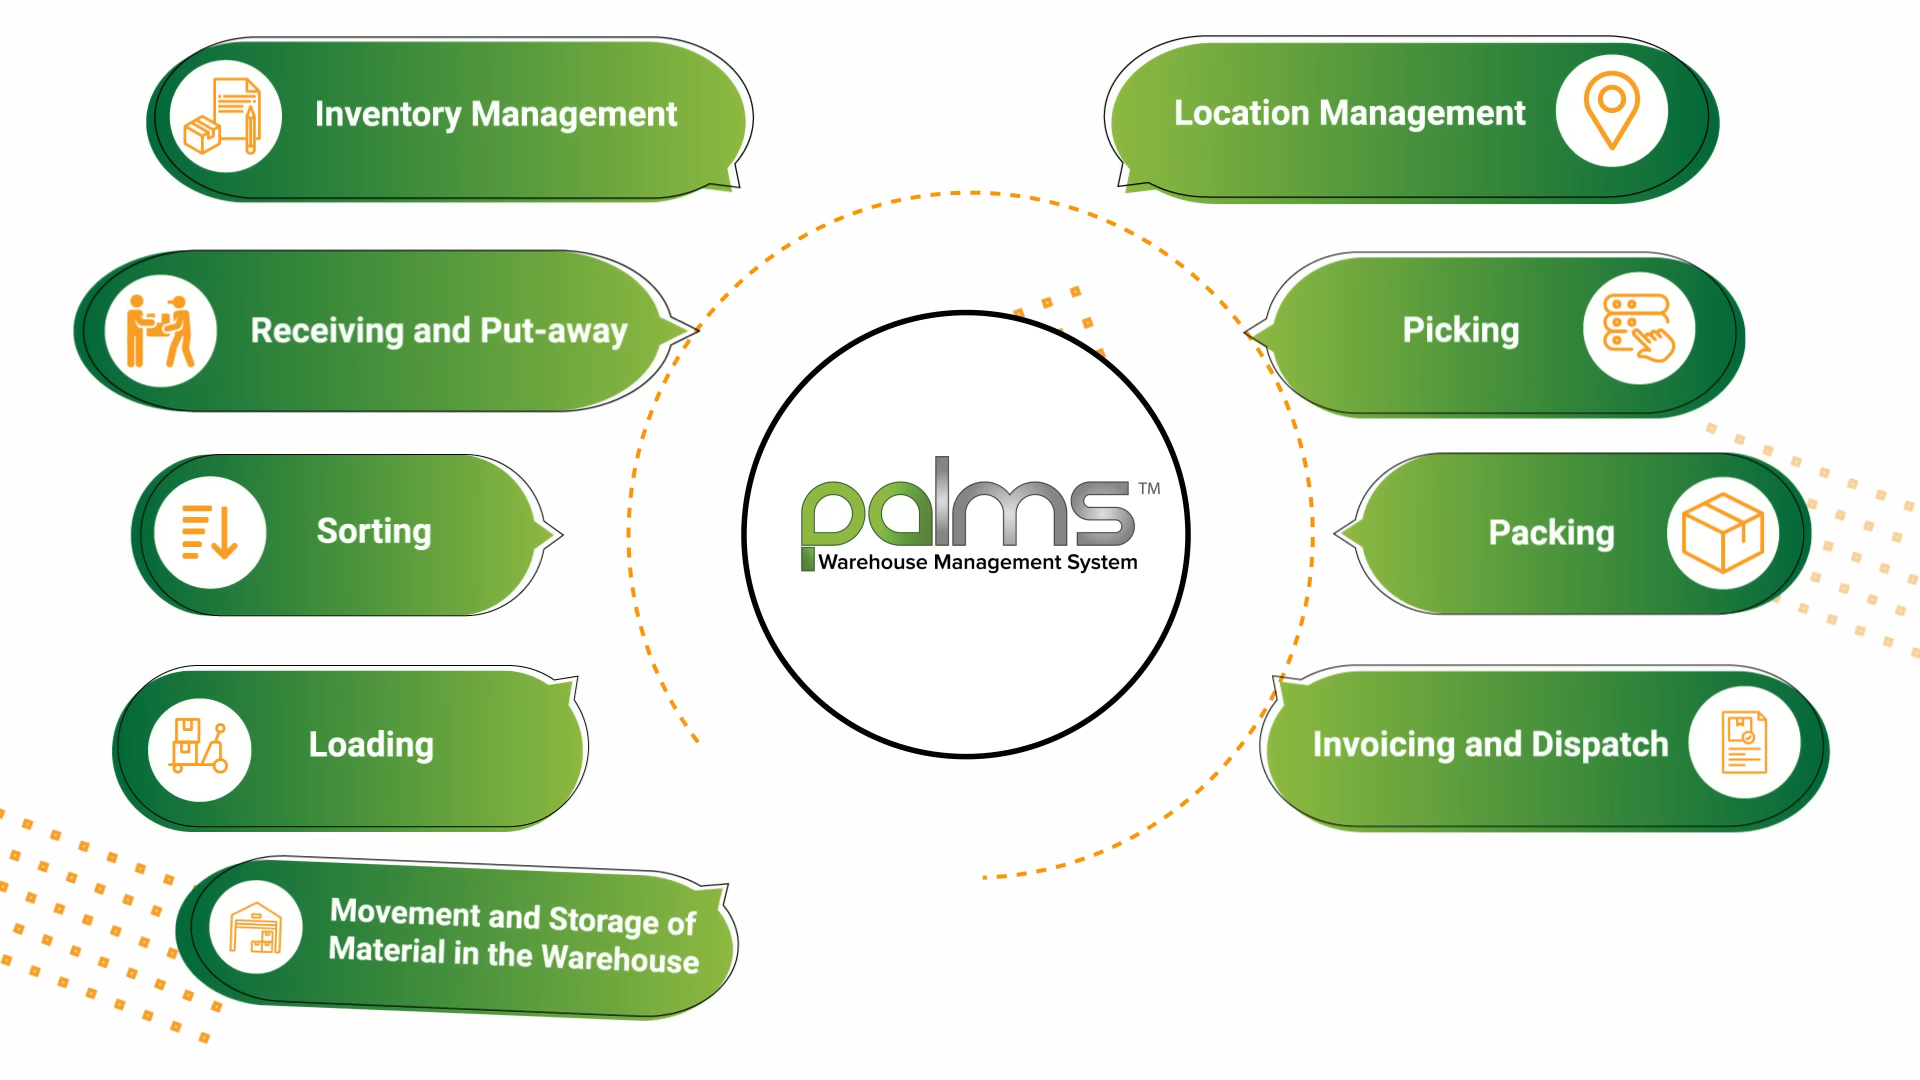 Inventory Management
Location Management
Receiving and Put-away
Picking
Sorting
Packing
palms™
Warehouse Management System
Loading
Invoicing and Dispatch
Movement and Storage of
Material in the Warehouse